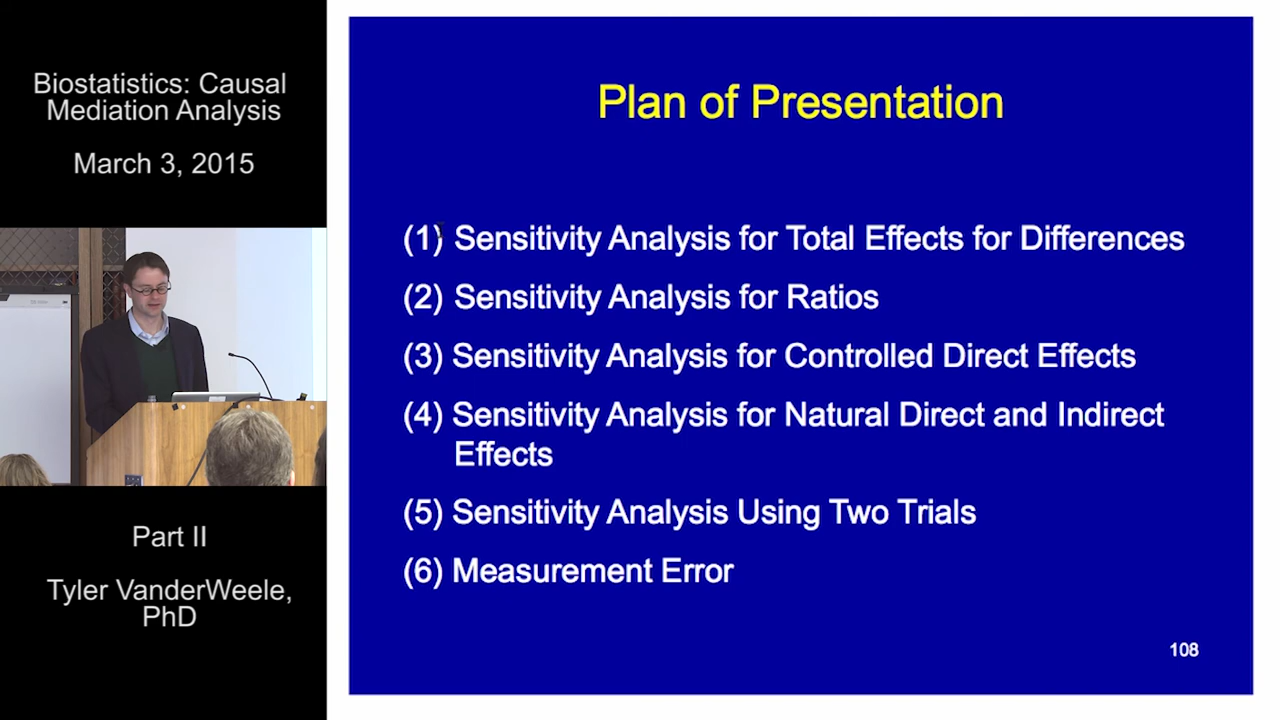 Biostatistics: Causal
Mediation Analysis
March 3, 2015
Part II
Tyler VanderWeele,
PhD
Plan of Presentation
(1) Sensitivity Analysis for Total Effects for Differences
(2) Sensitivity Analysis for Ratios
(3) Sensitivity Analysis for Controlled Direct Effects
(4) Sensitivity Analysis for Natural Direct and Indirect
Effects
(5) Sensitivity Analysis Using Two Trials
(6) Measurement Error
108